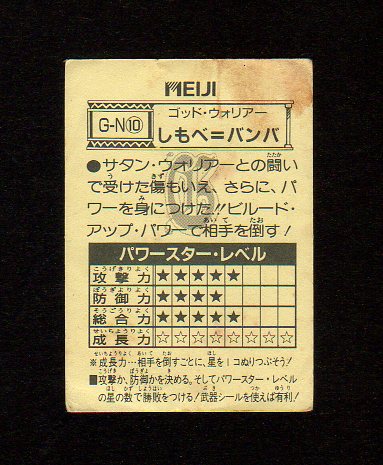 MEIJI
G-N⑩
ゴッド・ウォリアー
しもべ=バンバ
●サタン・ウォリアーとの闘い
で受けた傷もいえ、さらに、パ
ワーを身につけた!!ビルード・
アップ・パワーで相手を倒す!
パワースター・レベル
攻撃力 ★★★★★
防御力 ★★★★
総合力 ★★★★★
成長力 ☆☆☆☆☆☆☆☆
※成長力…相手を倒すごとに、星を1つぬりつぶそう!
■攻撃か、防御かを決める。そしてパワースター・レベル
の星の数で勝敗をつけろ!武器シールを使えば有利!